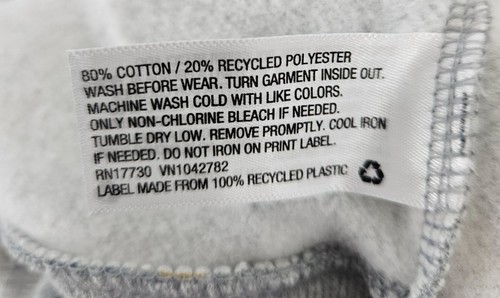 80% COTTON / 20% RECYCLED POLYESTER
WASH BEFORE WEAR. TURN GARMENT INSIDE OUT.
MACHINE WASH COLD WITH LIKE COLORS.
ONLY NON-CHLORINE BLEACH IF NEEDED.
TUMBLE DRY LOW. REMOVE PROMPTLY. COOL IRON
IF NEEDED. DO NOT IRON ON PRINT LABEL.
RN17730 VN1042782
LABEL MADE FROM 100% RECYCLED PLASTIC